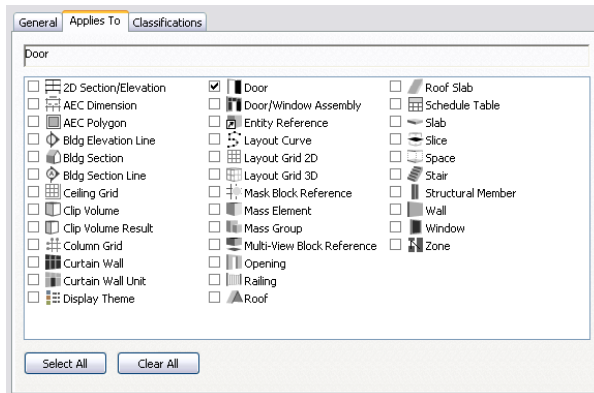 General Applies To Classifications
Door
2D Section/Elevation
AEC Dimension
AEC Polygon
Bldg Elevation Line
Bldg Section
Bldg Section Line
Ceiling Grid
Clip Volume
Clip Volume Result
Column Grid
Curtain Wall
Curtain Wall Unit
Display Theme
Door
Door/Window Assembly
Entity Reference
Layout Curve
Layout Grid 2D
Layout Grid 3D
Mask Block Reference
Mass Element
Mass Group
Multi-View Block Reference
Opening
Railing
Roof
Roof Slab
Schedule Table
Slab
Slice
Space
Stair
Structural Member
Wall
Window
Zone
Select All Clear All